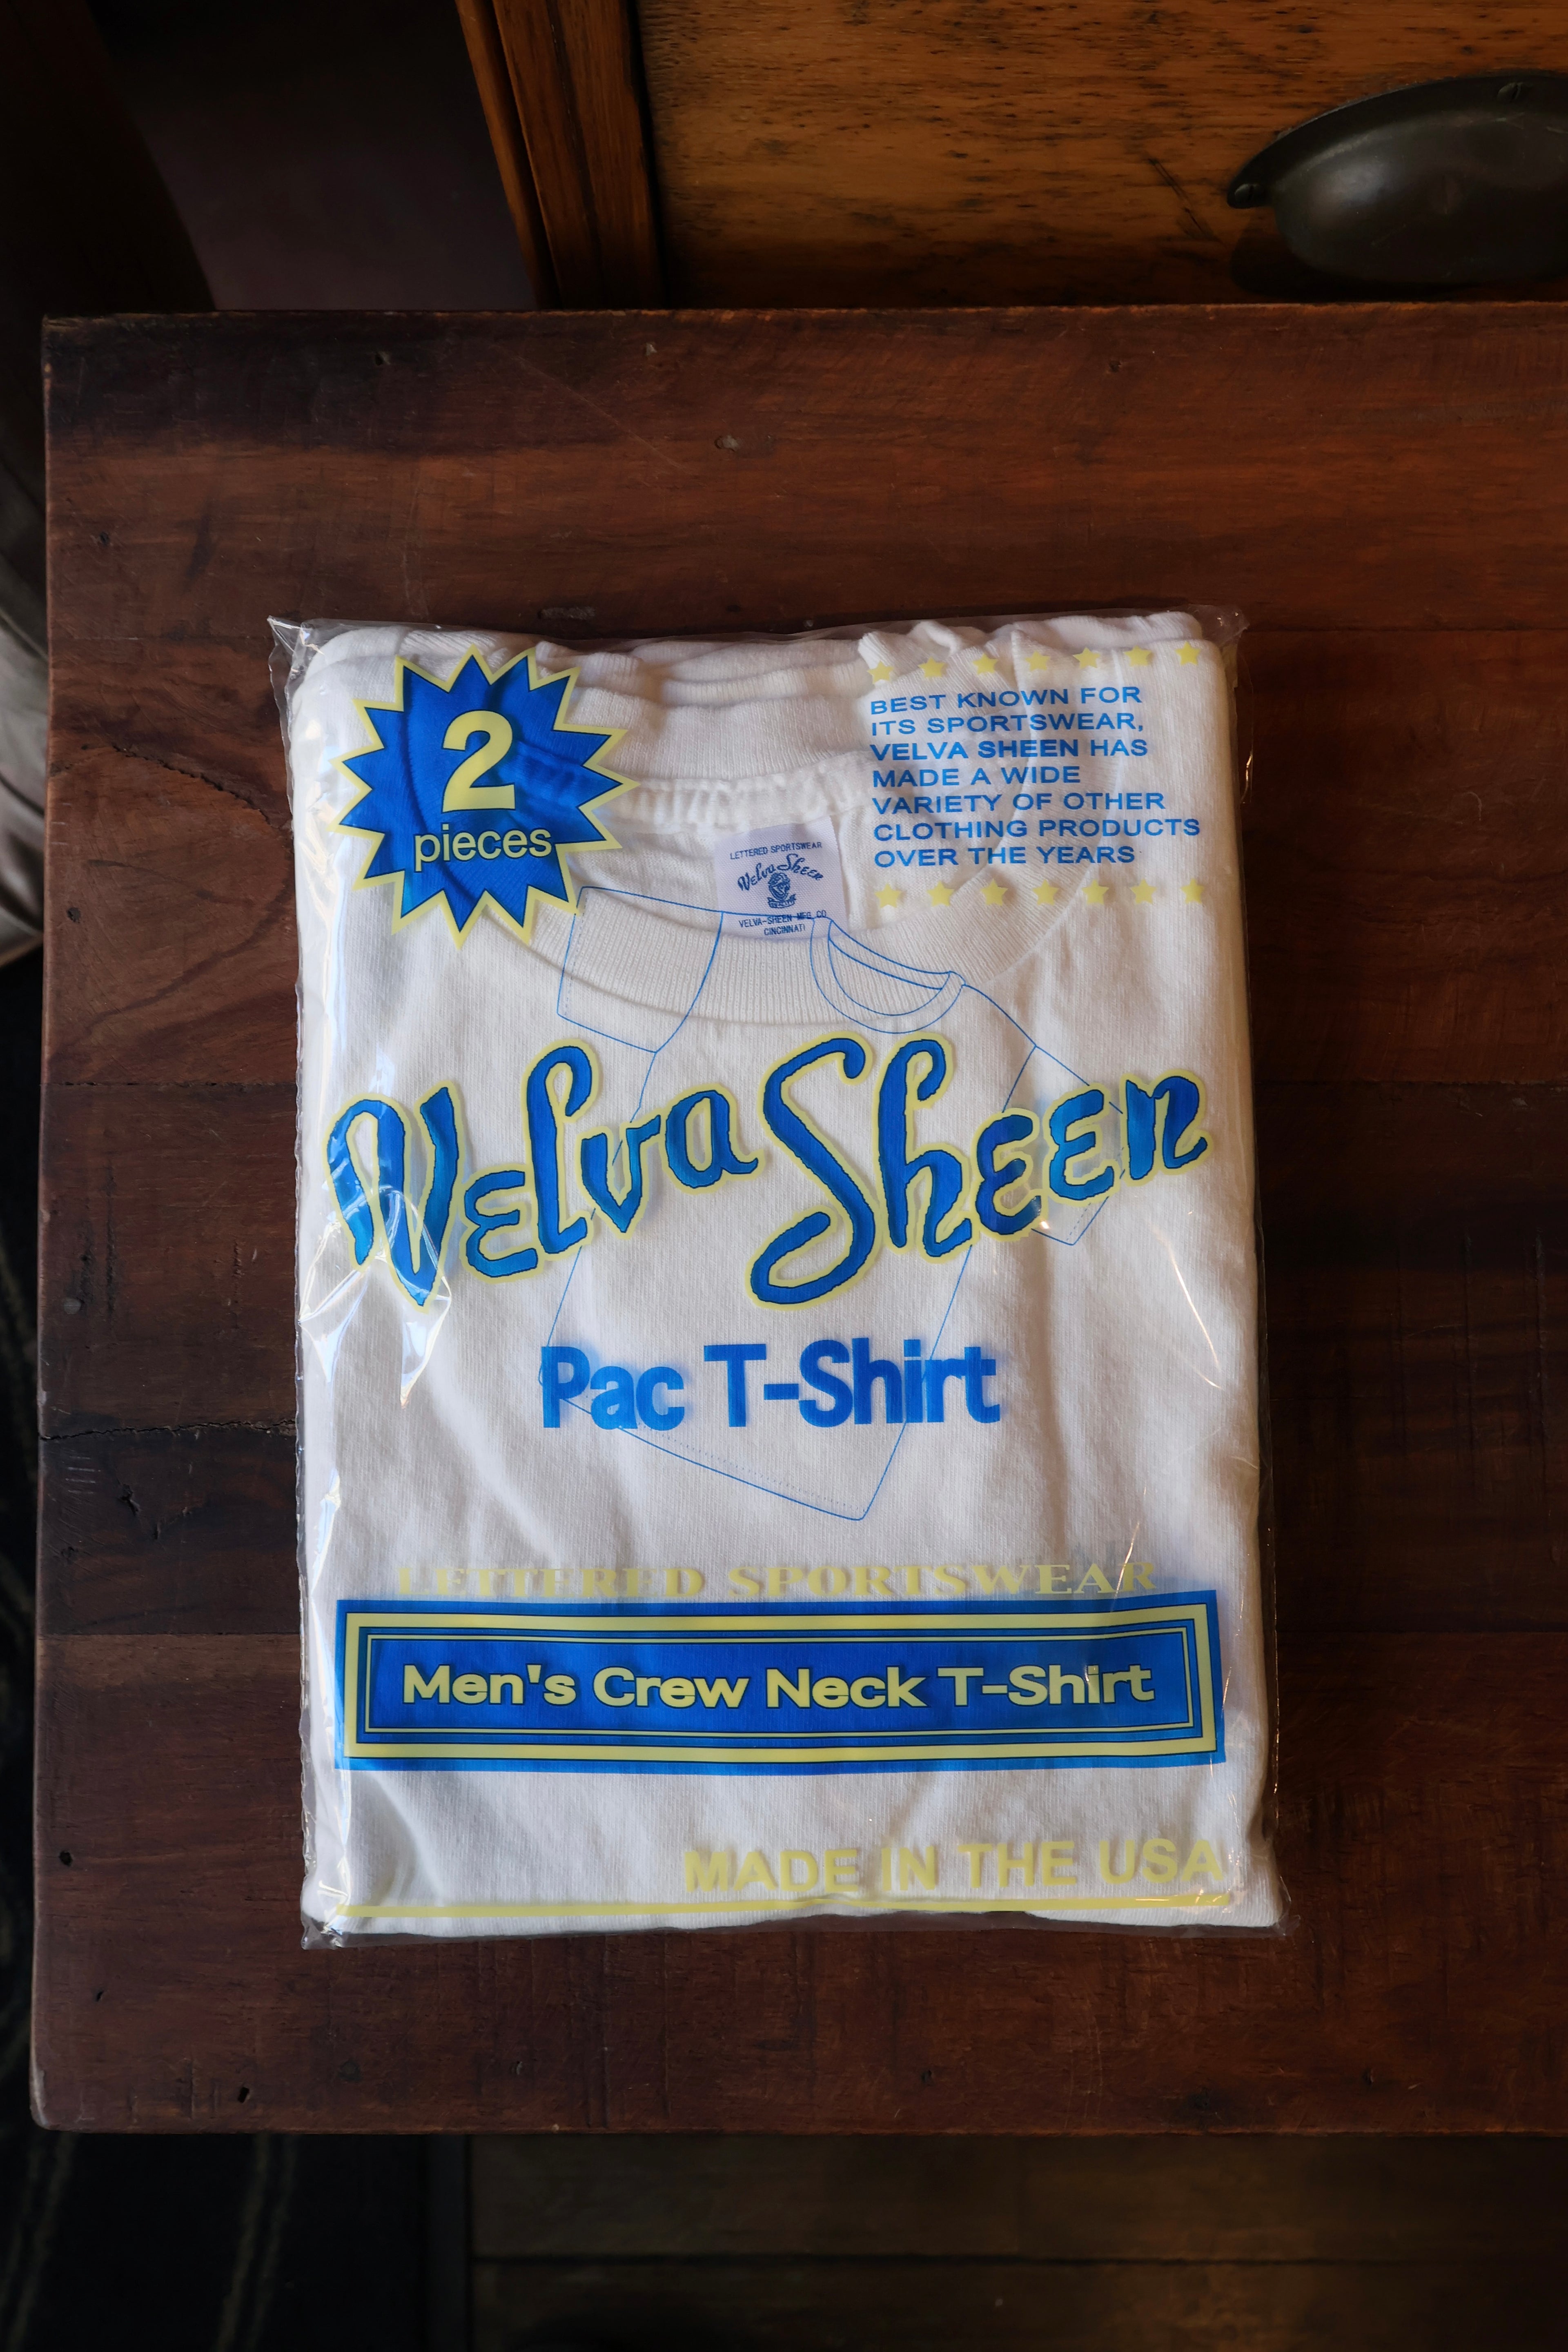 2
pieces
BEST KNOWN FOR
ITS SPORTSWEAR,
VELVA SHEEN HAS
MADE A WIDE
VARIETY OF OTHER
CLOTHING PRODUCTS
OVER THE YEARS
LETTERED SPORTSWEAR
Velva Sheen
VELVA-SHEEN MFG. CO
CINCINNATI
Velva Sheen
Pac T-Shirt
LETTERED SPORTSWEAR
Men's Crew Neck T-Shirt
MADE IN THE USA